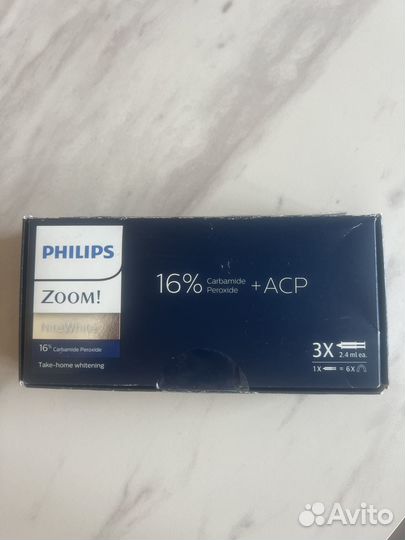 PHILIPS
ZOOM!
NiteWhite
16% Carbamide Peroxide
Take-home whitening
16% Carbamide
Peroxide
+ACP
3X
2.4 ml ea.
1X = 6X
Avito